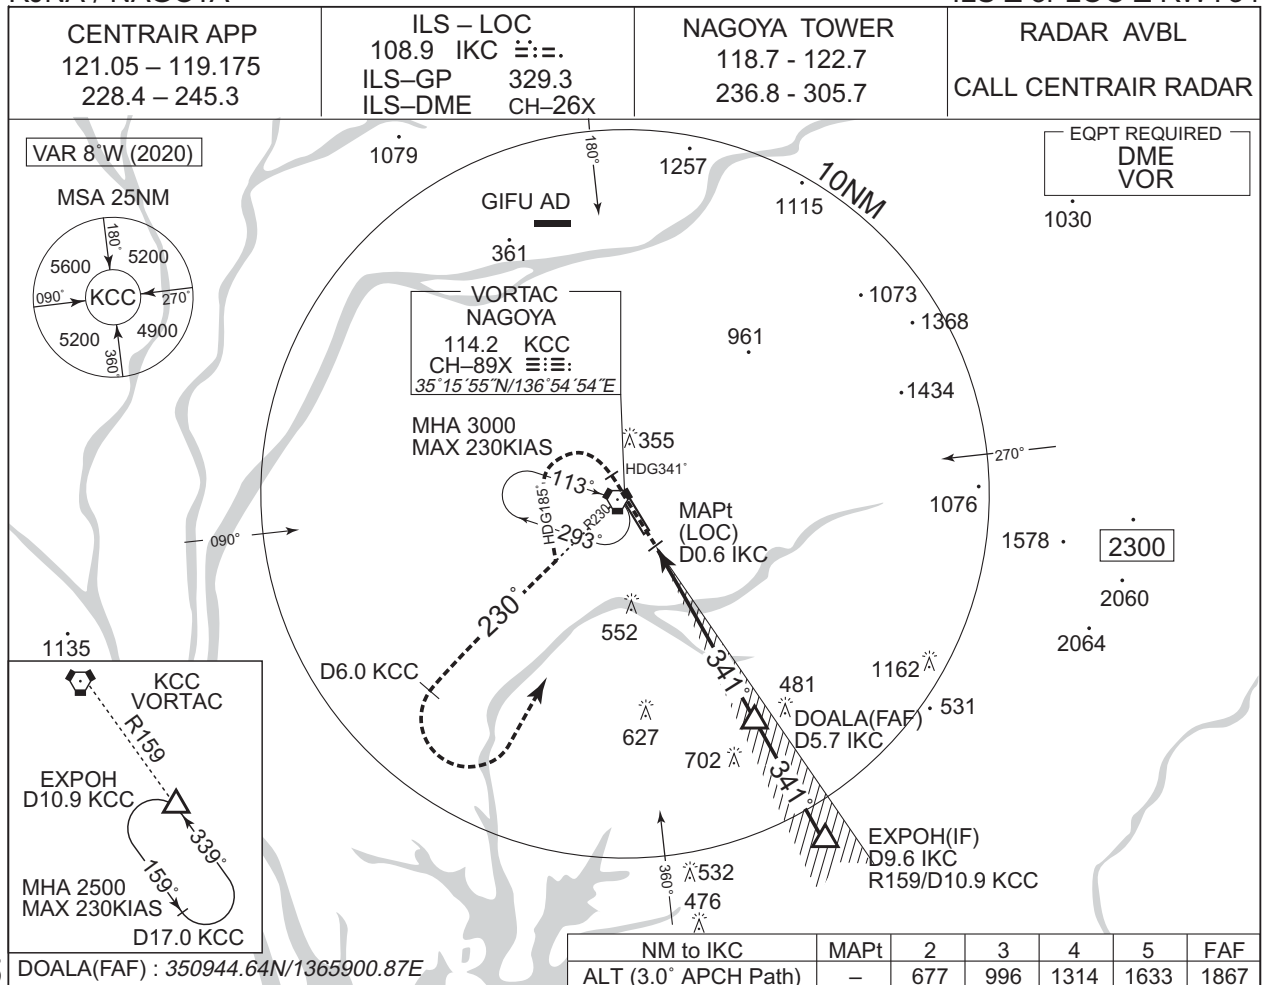 CENTRAIR APP
121.05 – 119.175
228.4 – 245.3
ILS – LOC
108.9 IKC
ILS–GP 329.3
ILS–DME CH–26X
NAGOYA TOWER
118.7 - 122.7
236.8 - 305.7
RADAR AVBL
CALL CENTRAIR RADAR
VAR 8˚W (2020)
MSA 25NM
180˚
5600
5200
090˚
KCC
270˚
5200
4900
360˚
EQPT REQUIRED
DME
VOR
1079
180˚
1257
10NM
1115
1030
GIFU AD
361
VORTAC
NAGOYA
114.2 KCC
CH–89X
35˚15´55˝N/136˚54´54˝E
1073
1368
961
1434
MHA 3000
MAX 230KIAS
355
HDG341˚
113˚
HDG185˚
R230
293˚
270˚
1076
090˚
MAPt
(LOC)
D0.6 IKC
1578
2300
2060
2064
230˚
552
1135
D6.0 KCC
341˚
1162
481
531
DOALA(FAF)
D5.7 IKC
627
702
341˚
EXPOH(IF)
D9.6 IKC
R159/D10.9 KCC
360˚
532
476
KCC
VORTAC
R159
EXPOH
D10.9 KCC
339˚
159˚
MHA 2500
MAX 230KIAS
D17.0 KCC
DOALA(FAF) : 350944.64N/1365900.87E
NM to IKC MAPt 2 3 4 5 FAF
ALT (3.0˚ APCH Path) – 677 996 1314 1633 1867